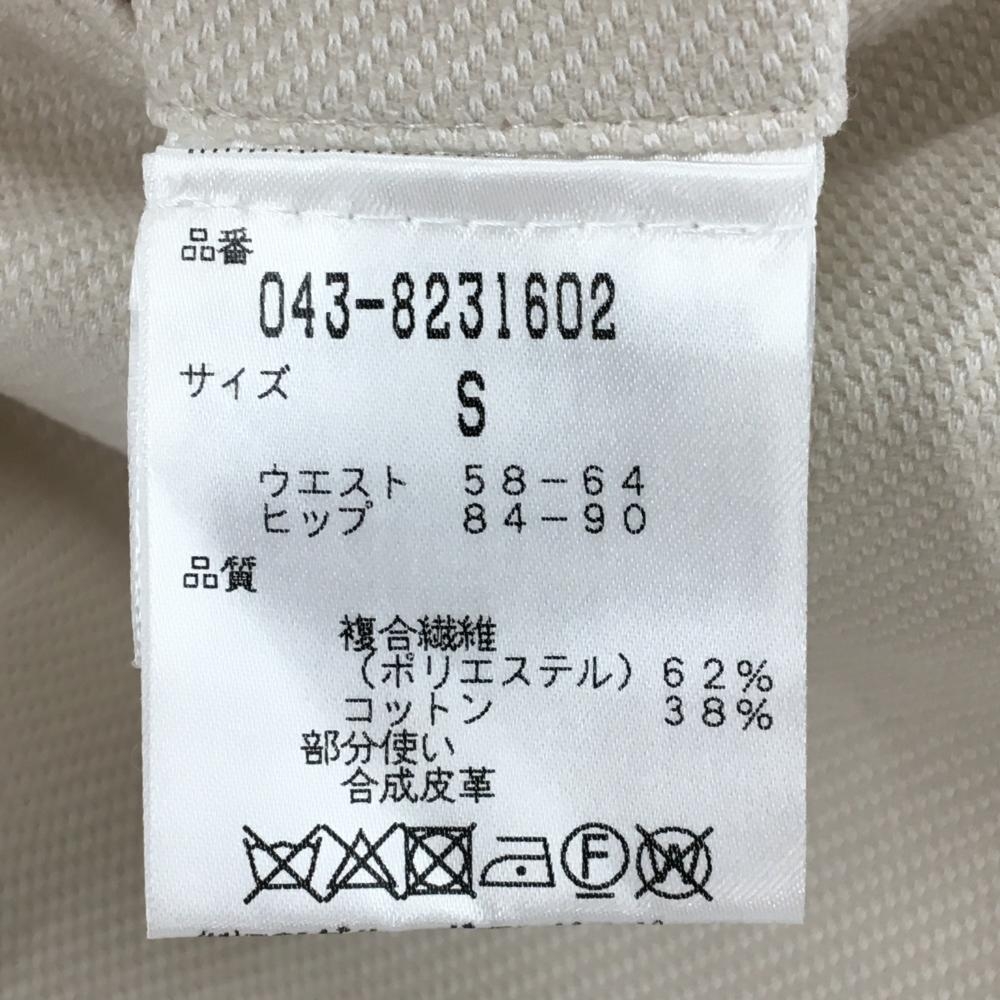 品番
043-8231602
サイズ S
ウエスト 58-64
ヒップ 84-90
品質
複合繊維
(ポリエステル) 62%
コットン 38%
部分使い
合成皮革
F
W